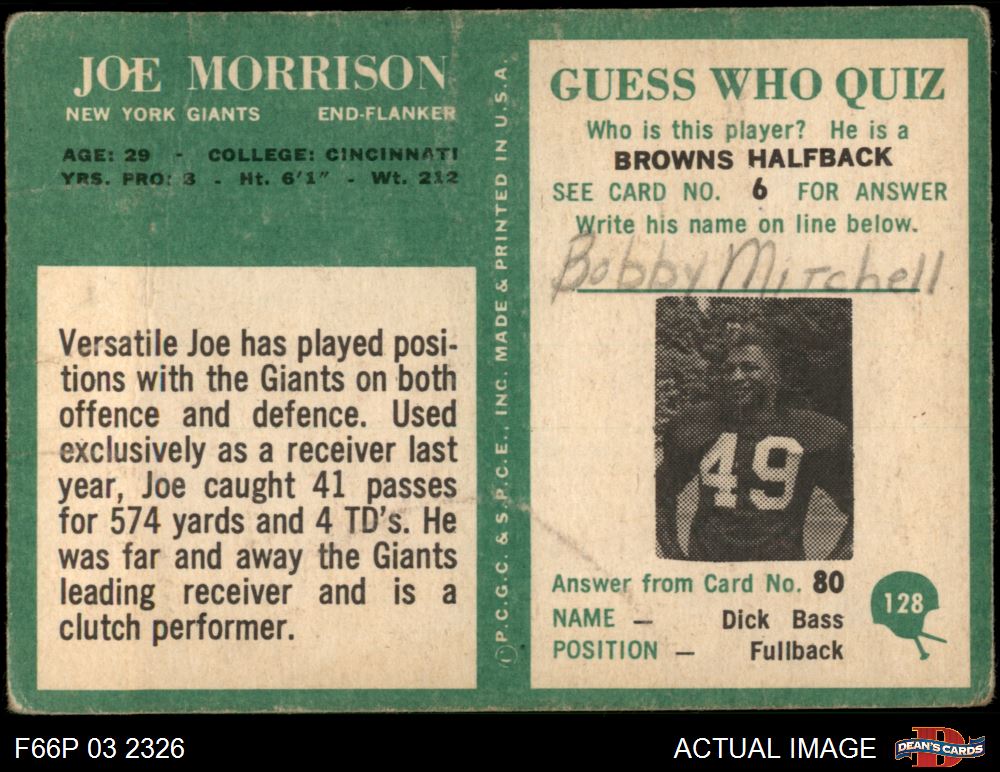 JOE MORRISON
NEW YORK GIANTS END-FLANKER
AGE: 29 - COLLEGE: CINCINNATI
YRS. PRO: 3 - Ht. 6'1" - Wt. 212
Versatile Joe has played posi-
tions with the Giants on both
offence and defence. Used
exclusively as a receiver last
year, Joe caught 41 passes
for 574 yards and 4 TD's. He
was far and away the Giants
leading receiver and is a
clutch performer.
©P.C.G.C. & S.P.C.E., INC. MADE & PRINTED IN U.S.A.
GUESS WHO QUIZ
Who is this player? He is a
BROWNS HALFBACK
SEE CARD NO. 6 FOR ANSWER
Write his name on line below.
Bobby Mitchell
49
Answer from Card No. 80
NAME — Dick Bass
POSITION — Fullback
128
F66P 03 2326
ACTUAL IMAGE
D
DEAN'S CARDS